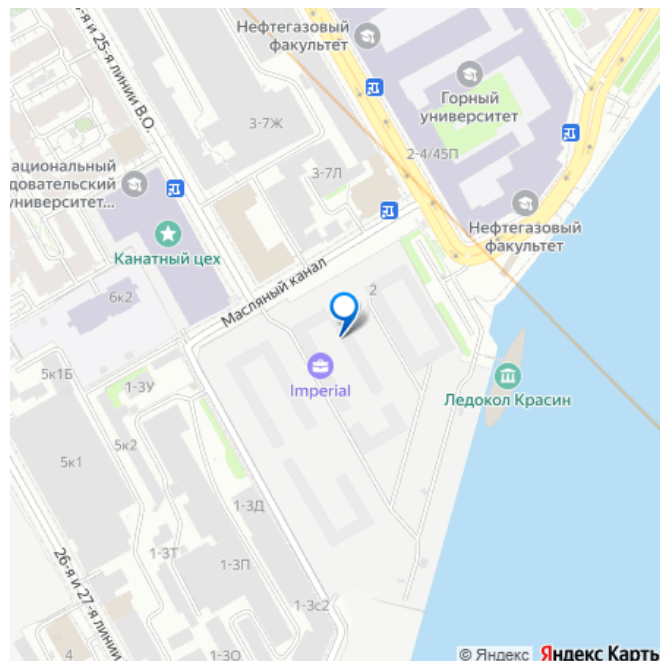 Нефтегазовый
факультет
25-я линии В.О.
3-7Ж
Горный
университет
2-4/45П
3-7Л
ациональный
довательский
университет...
Канатный цех
Нефтегазовый
факультет
Масляный канал
6к2
2
Imperial
Ледокол Красин
5к1Б
1-3У
5к2
5к1
1-3Д
1-3Т
1-3П
26-я и 27-я линии
1-3с2
4
1-3О
© Яндекс Яндекс Карты